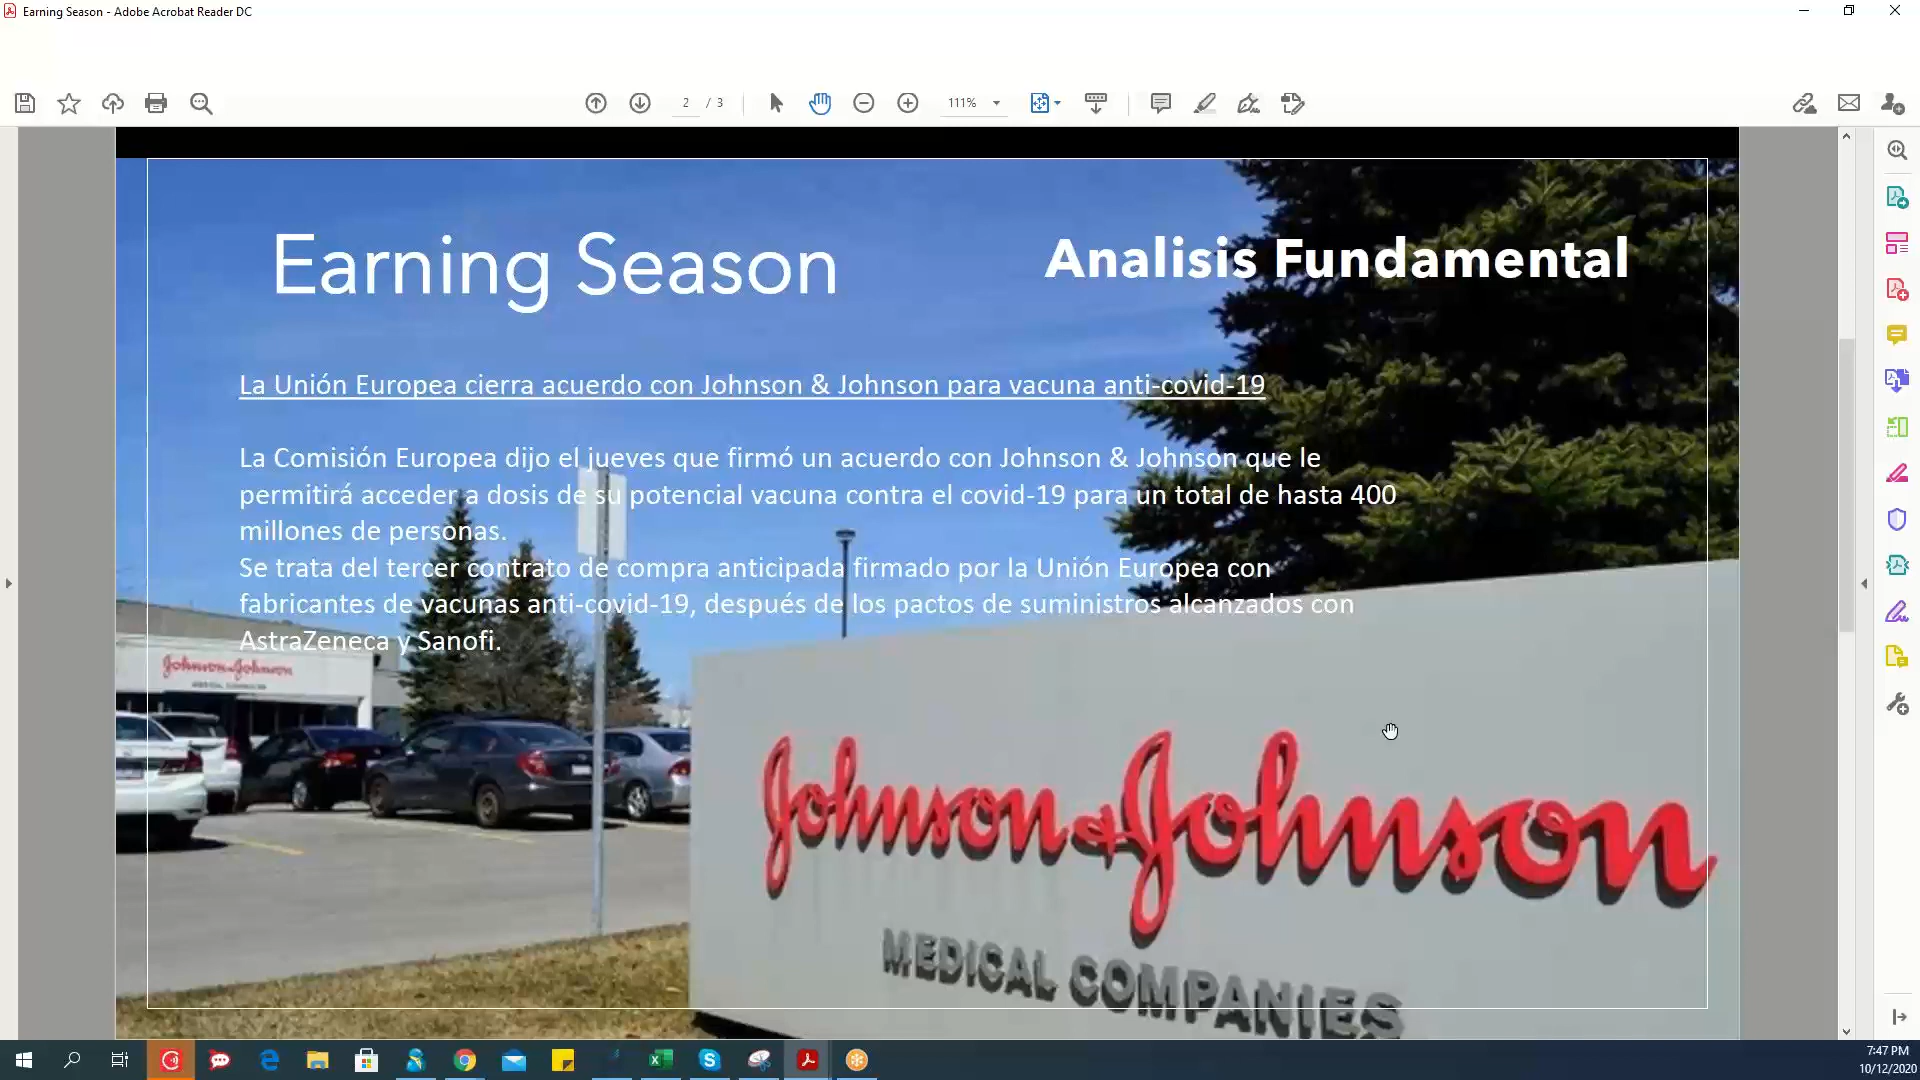 Earning Season - Adobe Acrobat Reader DC
2 / 3
111%
Earning Season
Analisis Fundamental
La Unión Europea cierra acuerdo con Johnson & Johnson para vacuna anti-covid-19
La Comisión Europea dijo el jueves que firmó un acuerdo con Johnson & Johnson que le
permitirá acceder a dosis de su potencial vacuna contra el covid-19 para un total de hasta 400
millones de personas.
Se trata del tercer contrato de compra anticipada firmado por la Unión Europea con
fabricantes de vacunas anti-covid-19, después de los pactos de suministros alcanzados con
AstraZeneca y Sanofi.
Johnson & Johnson
MEDICAL COMPANIES
Johnson & Johnson
MEDICAL COMPANIES
7:47 PM
10/12/2020